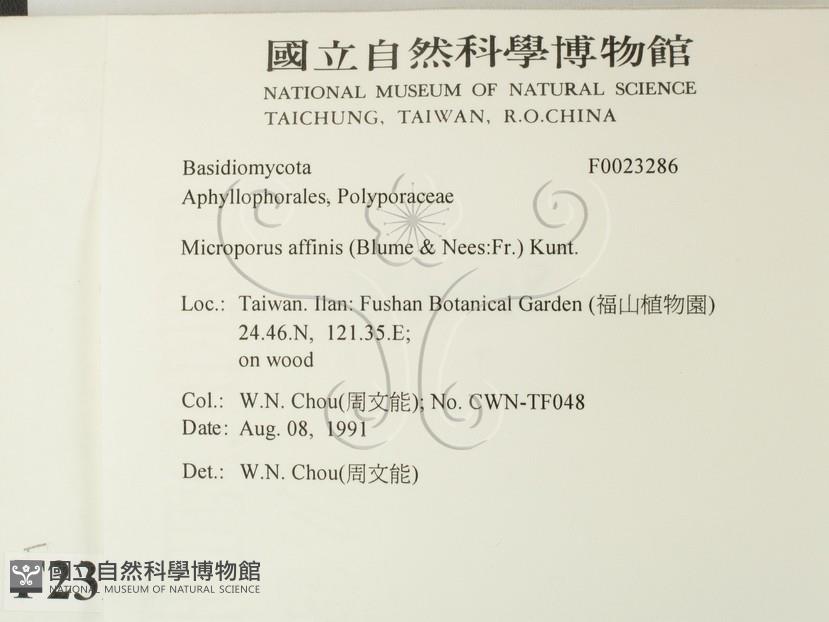 國立自然科學博物館
NATIONAL MUSEUM OF NATURAL SCIENCE
TAICHUNG, TAIWAN, R.O.CHINA
Basidiomycota F0023286
Aphyllophorales, Polyporaceae
Microporus affinis (Blume & Nees:Fr.) Kunt.
Loc.: Taiwan. Ilan: Fushan Botanical Garden (福山植物園)
24.46.N, 121.35.E;
on wood
Col.: W.N. Chou(周文能); No. CWN-TF048
Date: Aug. 08, 1991
Det.: W.N. Chou(周文能)
23
國立自然科學博物館
NATIONAL MUSEUM OF NATURAL SCIENCE